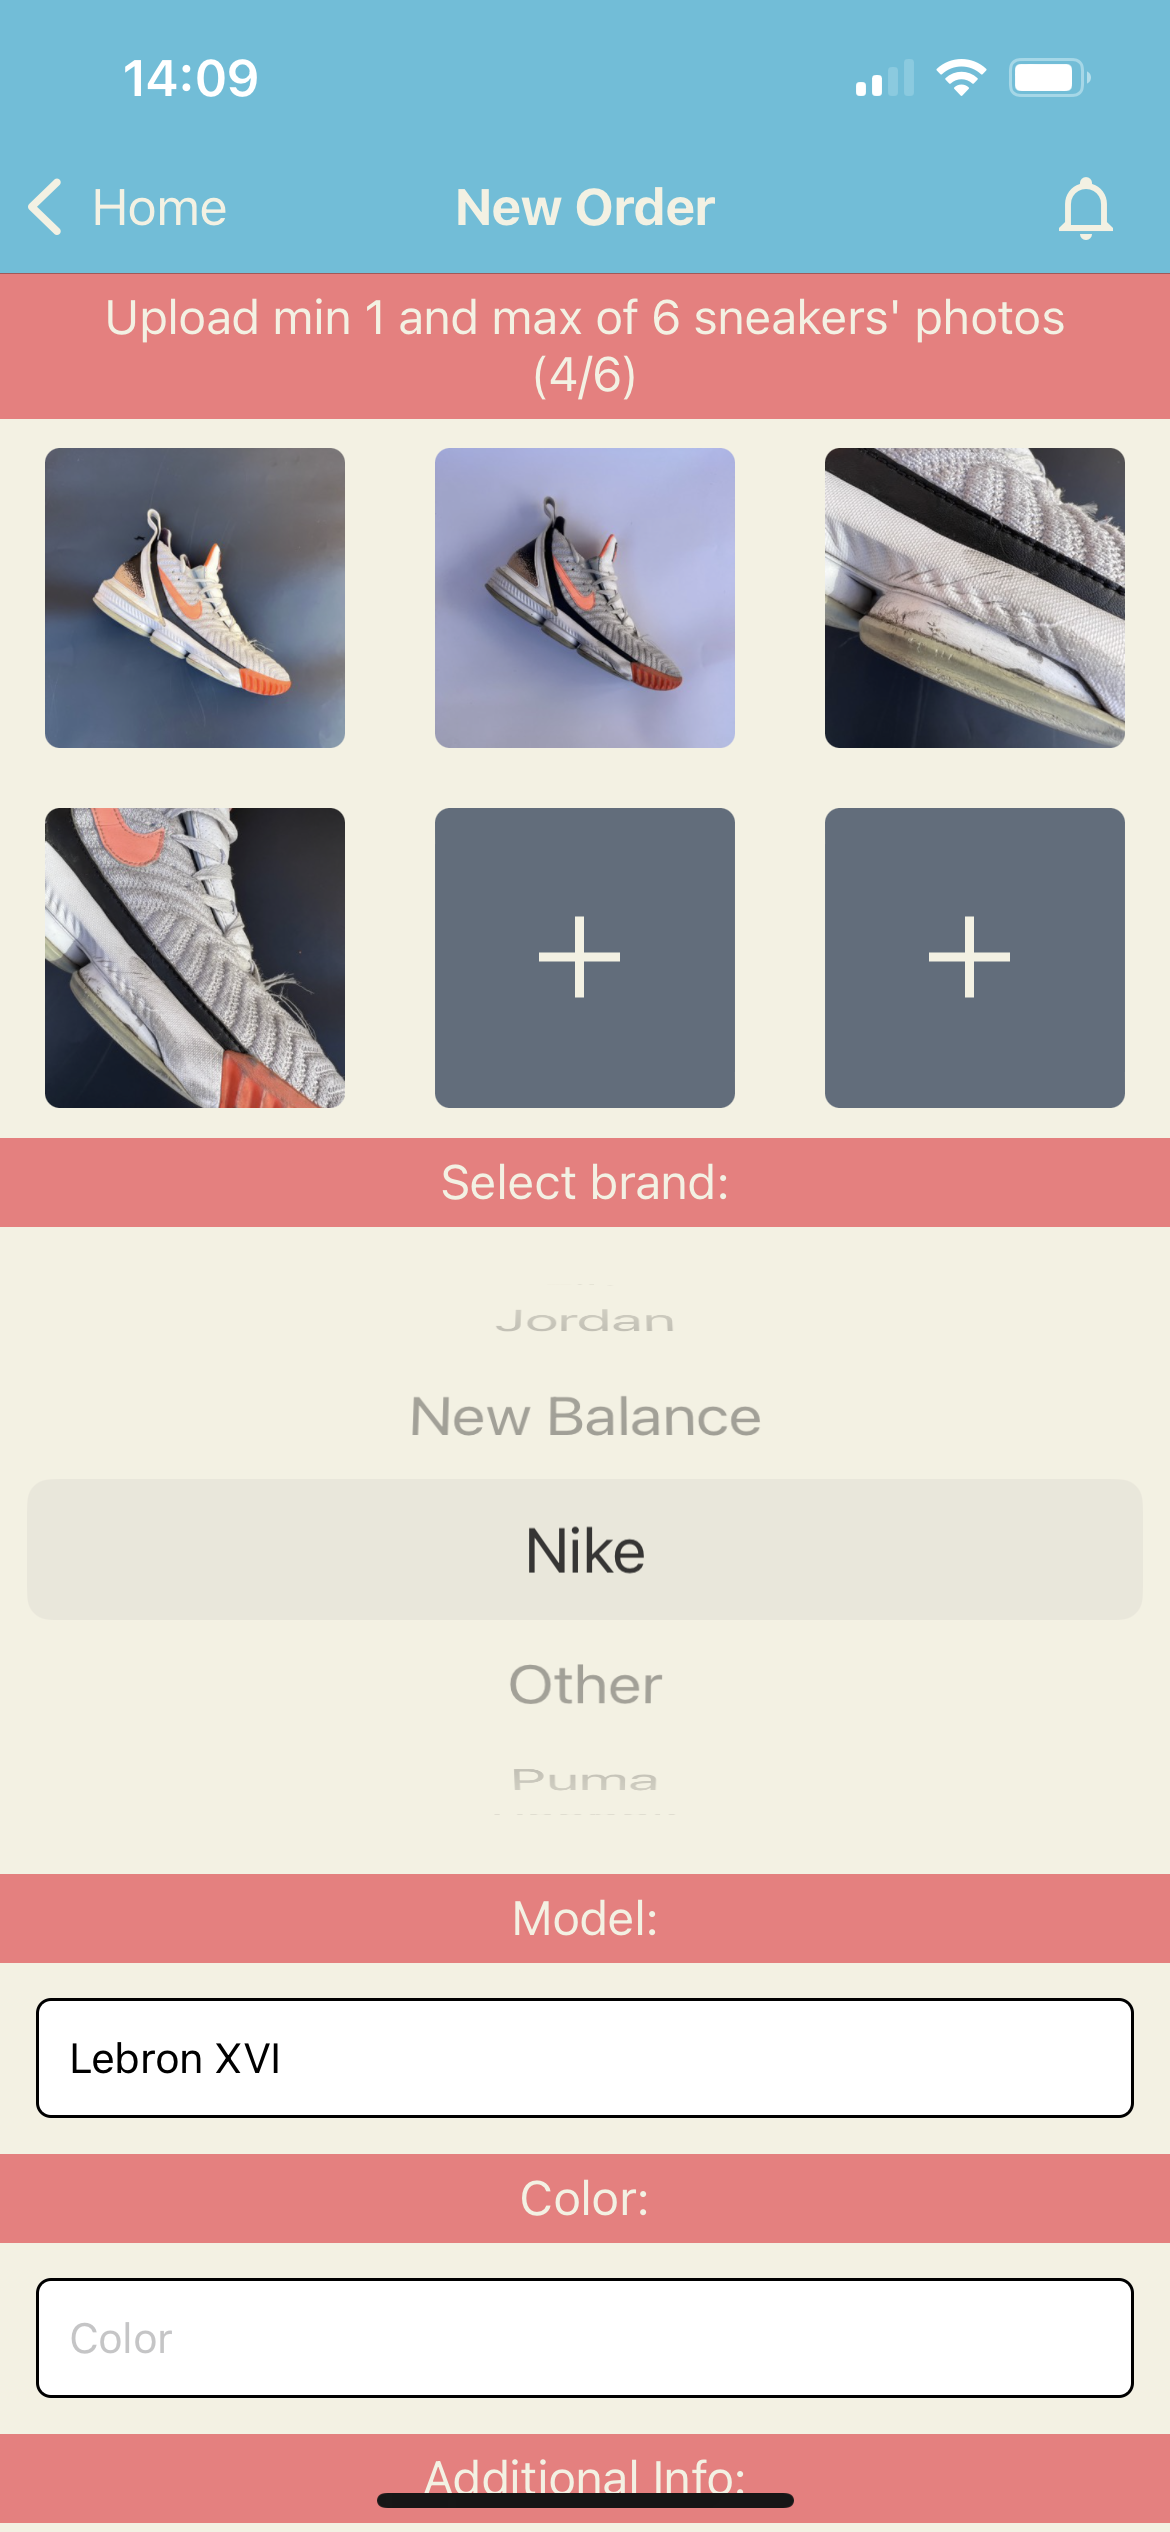 14:09
Home
New Order
Upload min 1 and max of 6 sneakers' photos
(4/6)
Select brand:
Jordan
New Balance
Nike
Other
Puma
Model:
Lebron XVI
Color:
Color
Additional Info: